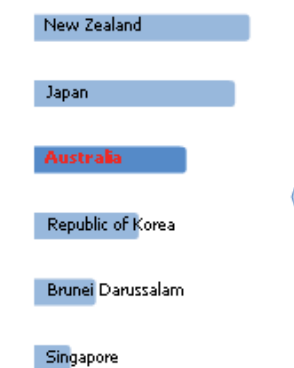 New Zealand
Japan
Australia
Republic of Korea
Brunei Darussalam
Singapore